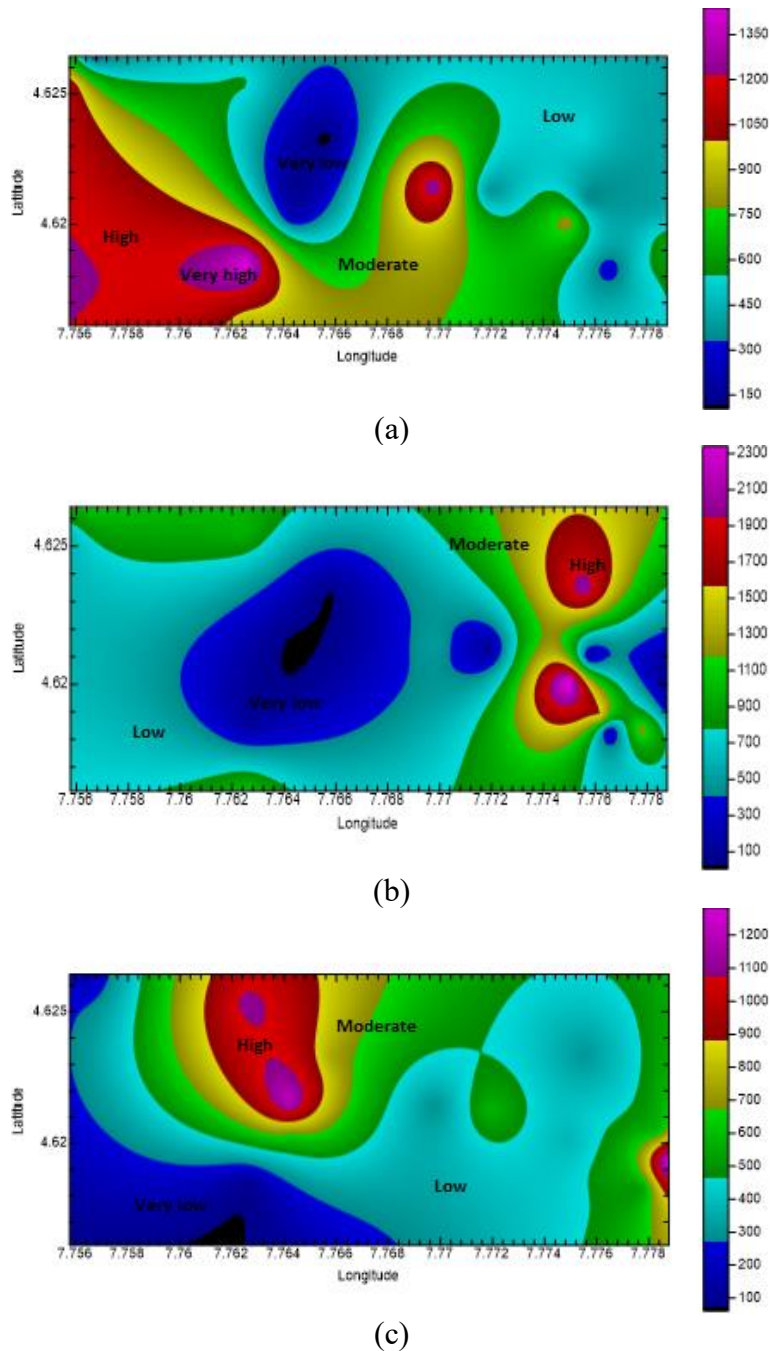 1350
1200
1050
900
750
600
450
300
150
4.625
4.62
Latitude
Low
Very low
High
Very high
Moderate
7.756 7.758 7.76 7.762 7.764 7.766 7.768 7.77 7.772 7.774 7.776 7.778
Longitude
(a)
2300
2100
1900
1700
1500
1300
1100
900
700
500
300
100
4.625
4.62
Latitude
Moderate
High
Very low
Low
7.756 7.758 7.76 7.762 7.764 7.766 7.768 7.77 7.772 7.774 7.776 7.778
Longitude
(b)
1200
1100
1000
900
800
700
600
500
400
300
200
100
4.625
4.62
Latitude
Moderate
High
Low
Very low
7.756 7.758 7.76 7.762 7.764 7.766 7.768 7.77 7.772 7.774 7.776 7.778
Longitude
(c)